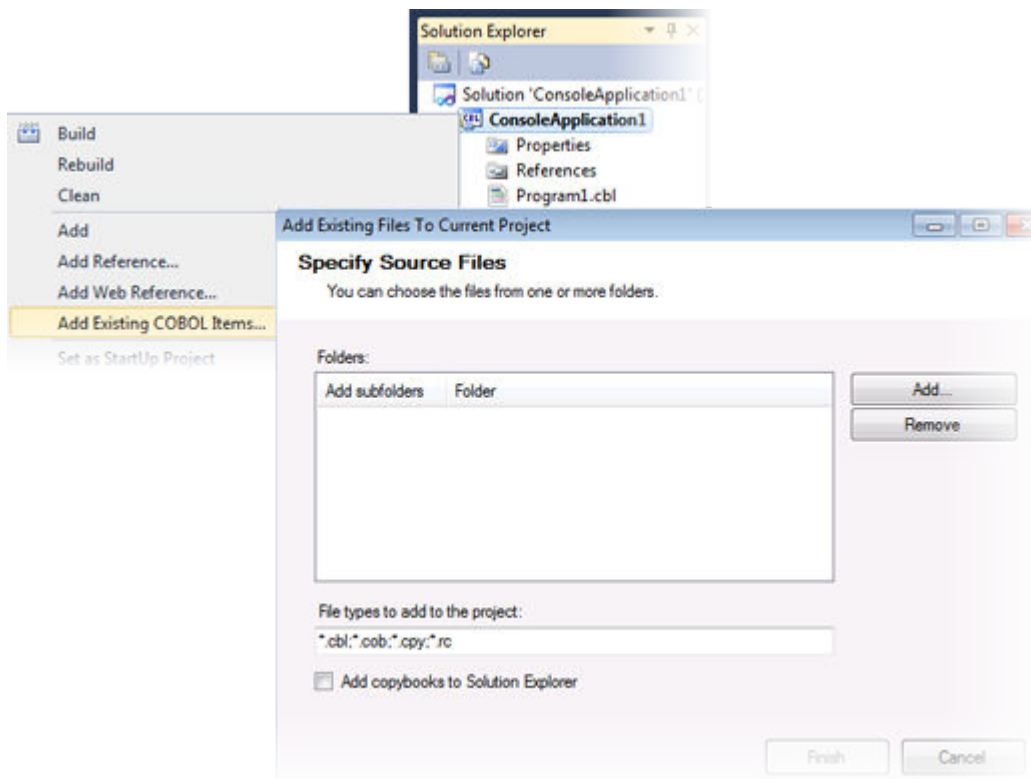 Solution Explorer
Solution 'ConsoleApplication1' (
ConsoleApplication1
Properties
References
Program1.cbl
Build
Rebuild
Clean
Add
Add Reference...
Add Web Reference...
Add Existing COBOL Items...
Set as StartUp Project
Add Existing Files To Current Project
Specify Source Files
You can choose the files from one or more folders.
Folders:
Add subfolders Folder
Add...
Remove
File types to add to the project:
*.cbl;*.cob;*.cpy;*.rc
Add copybooks to Solution Explorer
Finish Cancel